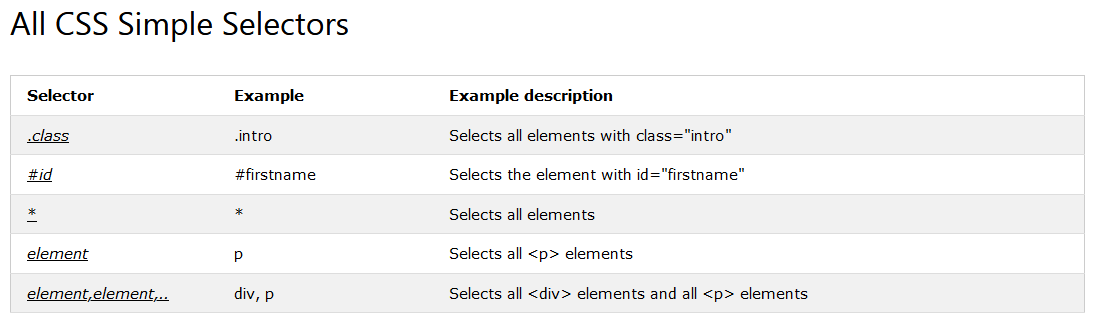 All CSS Simple Selectors
Selector Example Example description
.class .intro Selects all elements with class="intro"
#id #firstname Selects the element with id="firstname"
* * Selects all elements
element p Selects all <p> elements
element,element,.. div, p Selects all <div> elements and all <p> elements